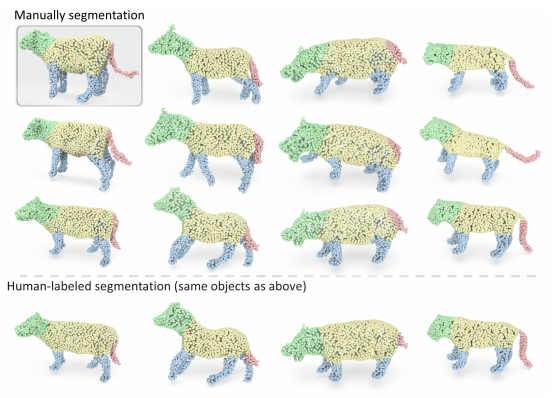 Manually segmentation
Human-labeled segmentation (same objects as above)